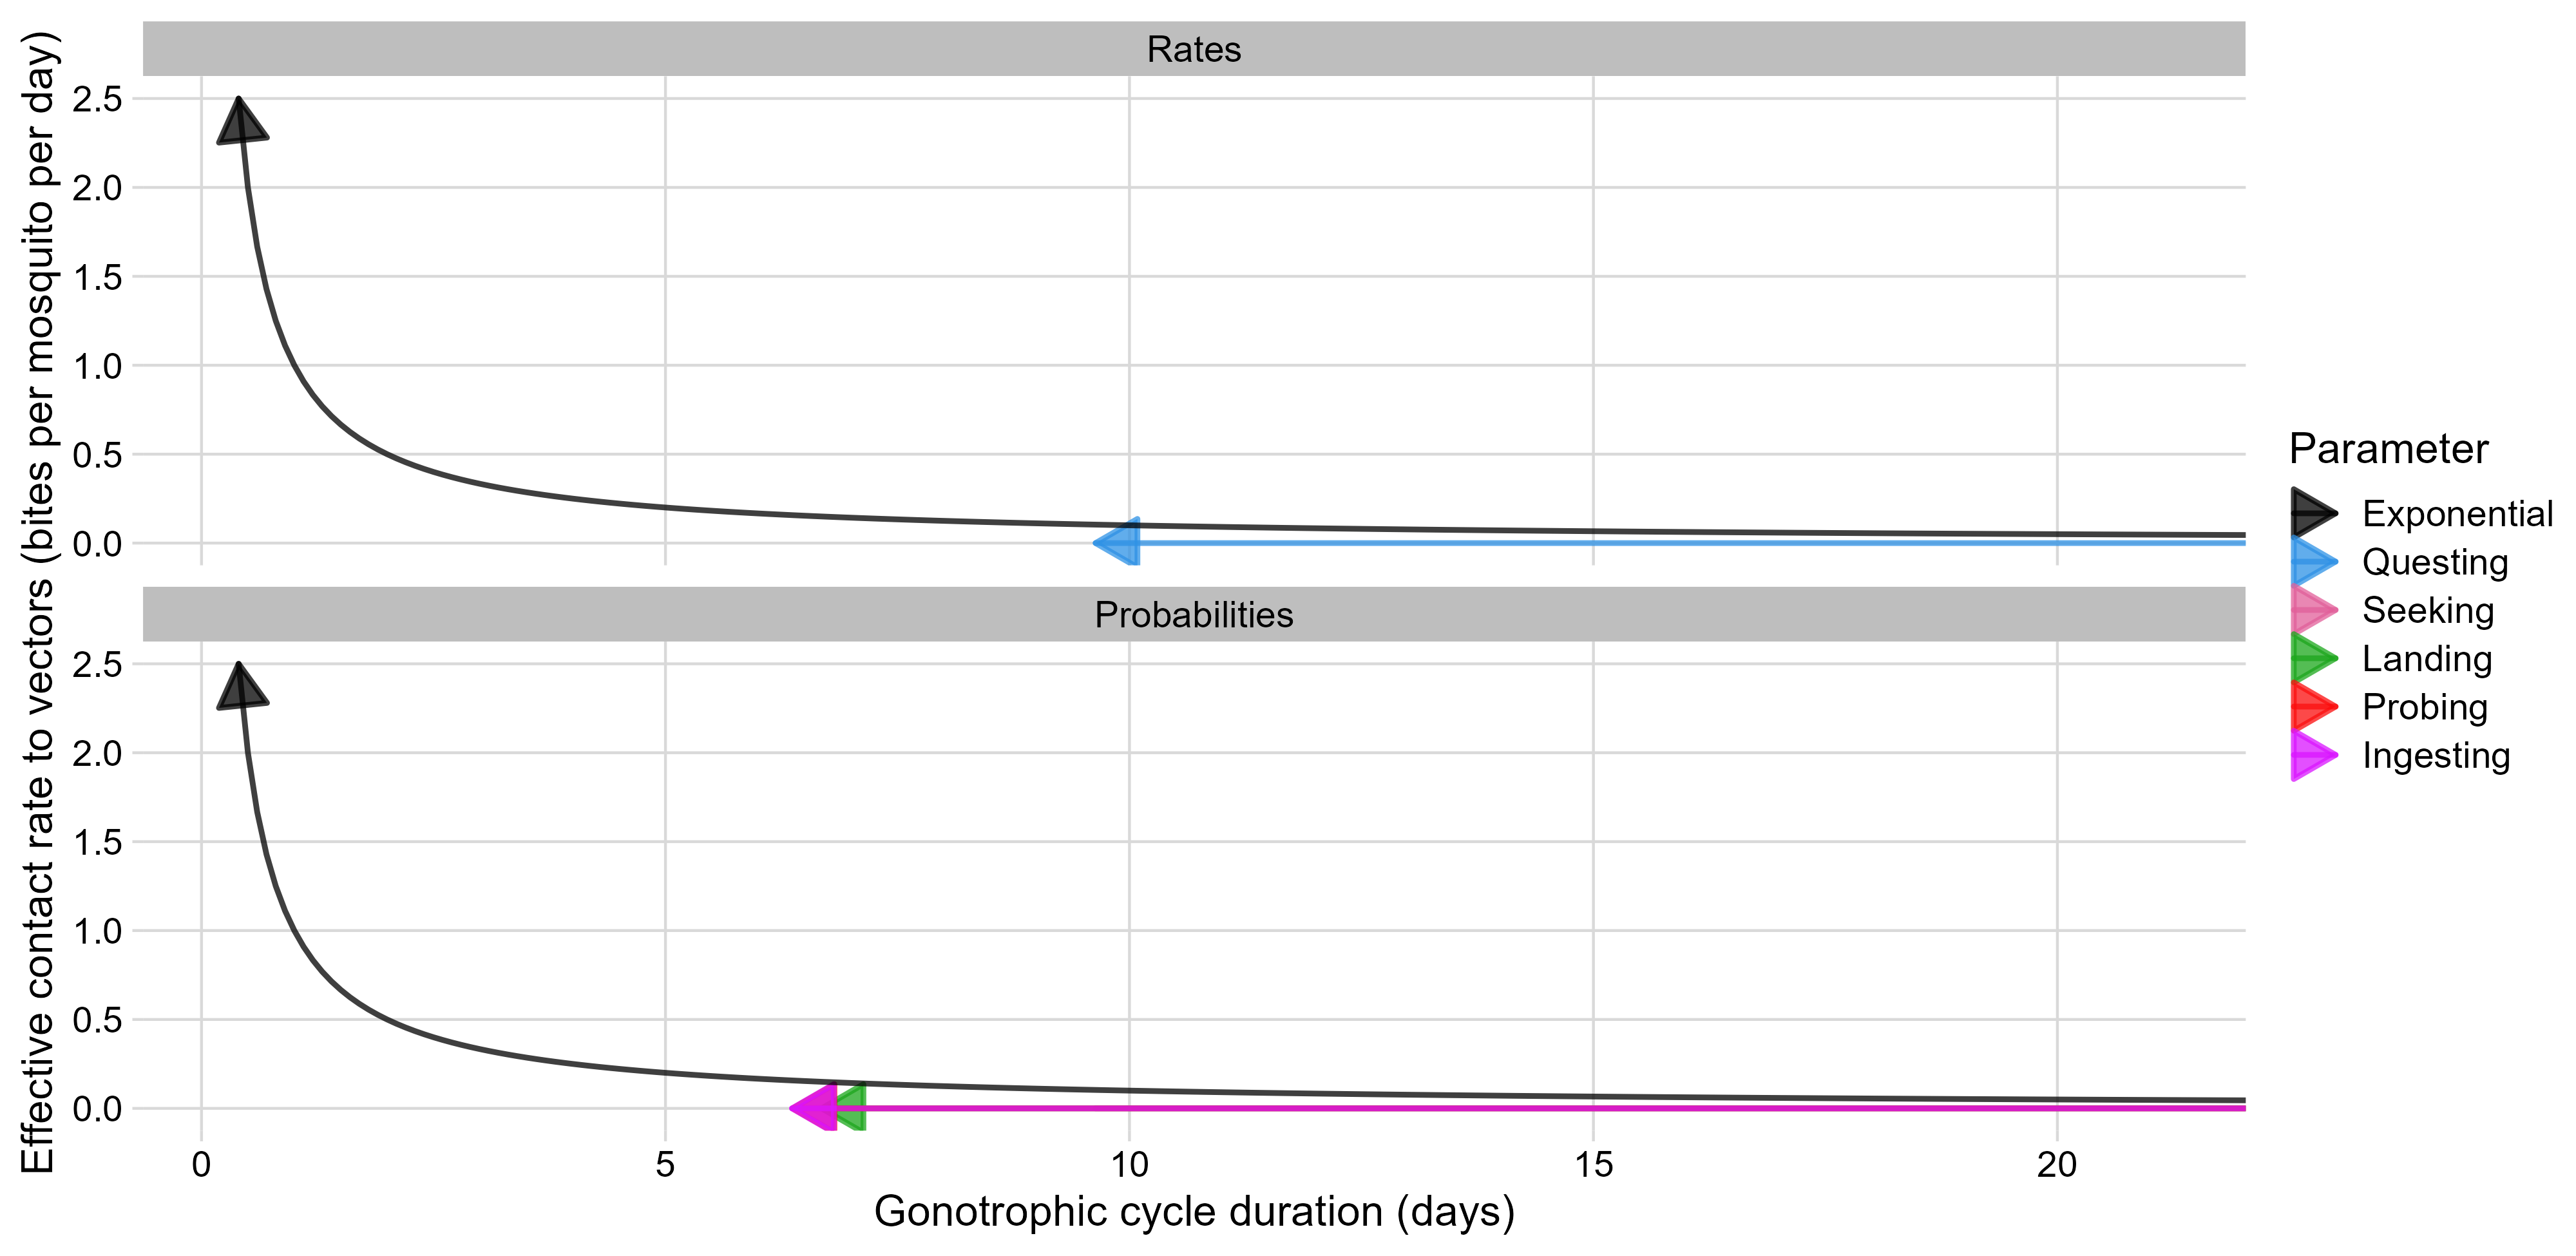 Rates
Effective contact rate to vectors (bites per mosquito per day)
2.5
2.0
1.5
1.0
0.5
0.0
Probabilities
2.5
2.0
1.5
1.0
0.5
0.0
0 5 10 15 20
Gonotrophic cycle duration (days)
Parameter
Exponential
Questing
Seeking
Landing
Probing
Ingesting